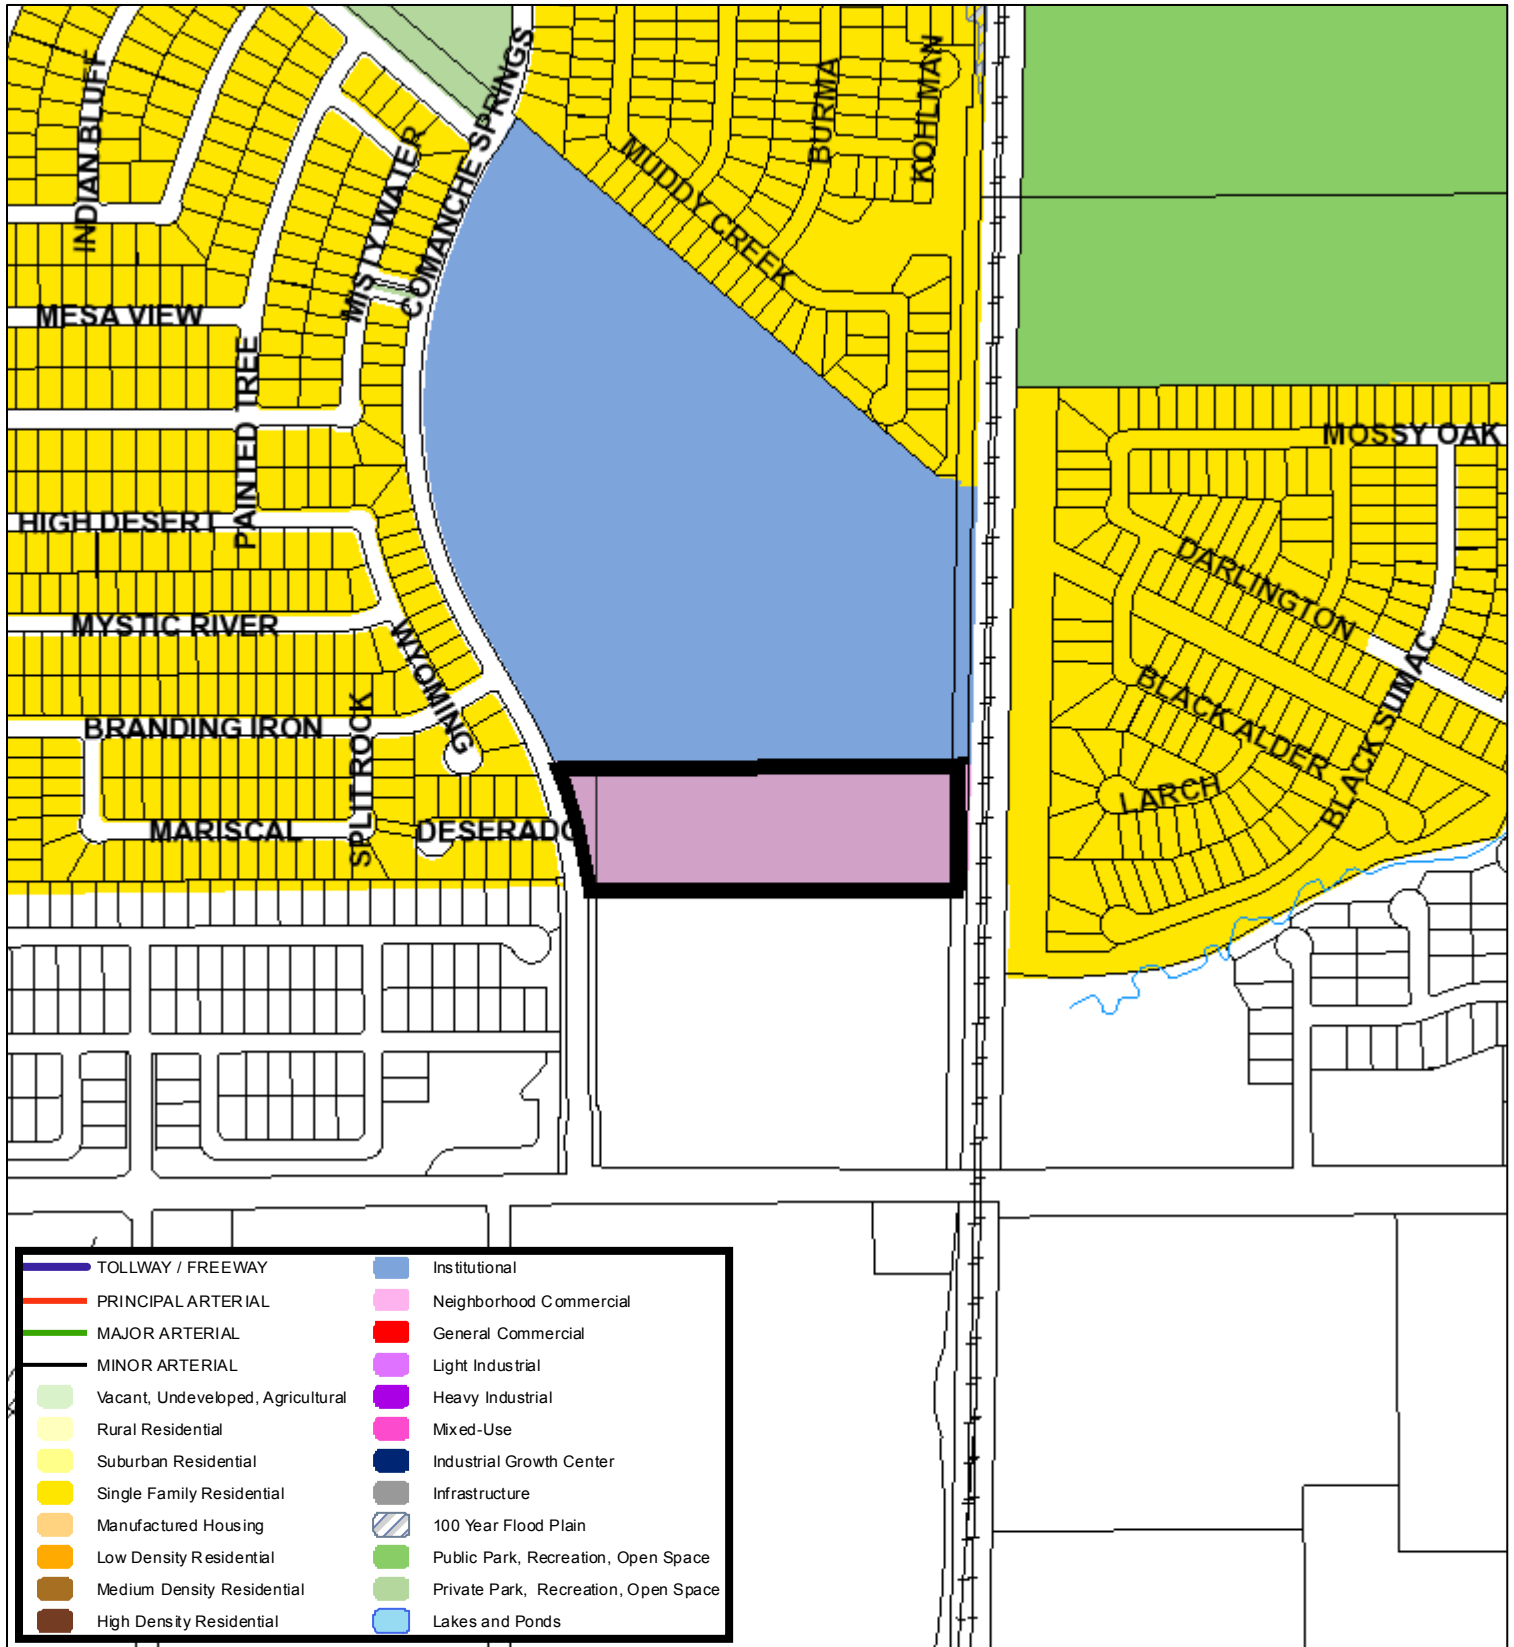 COMANCHE SPRINGS
INDIAN BLUFF
BURMA
KOHLMAN
MISTY WATER
MUDDY CREEK
MESA VIEW
PAINTED TREE
MOSSY OAK
HIGH DESERT
DARLINGTON
MYSTIC RIVER
WYOMING
BLACK SUMAC
BLACK ALDER
BRANDING IRON
SPLIT ROCK
LARCH
MARISCAL
DESERADO
TOLLWAY / FREEWAY
PRINCIPAL ARTERIAL
MAJOR ARTERIAL
MINOR ARTERIAL
Vacant, Undeveloped, Agricultural
Rural Residential
Suburban Residential
Single Family Residential
Manufactured Housing
Low Density Residential
Medium Density Residential
High Density Residential
Institutional
Neighborhood Commercial
General Commercial
Light Industrial
Heavy Industrial
Mixed-Use
Industrial Growth Center
Infrastructure
100 Year Flood Plain
Public Park, Recreation, Open Space
Private Park, Recreation, Open Space
Lakes and Ponds